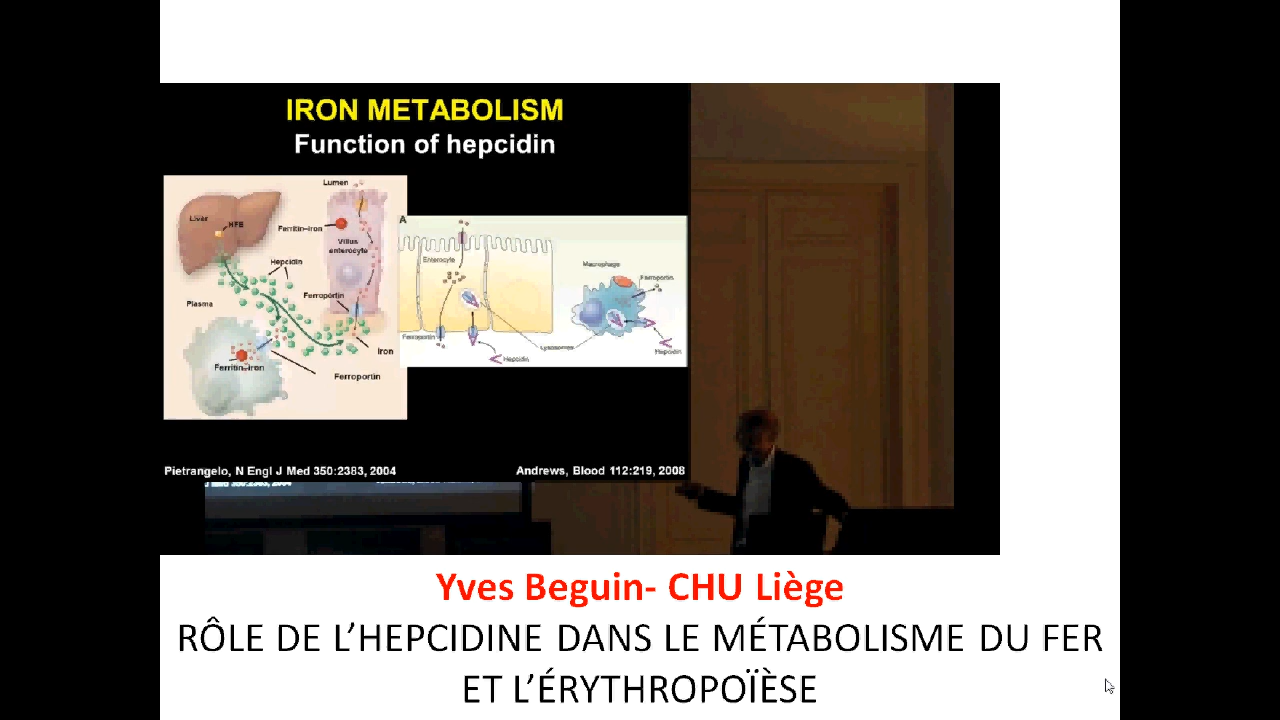 IRON METABOLISM
Function of hepcidin
Lumen
Liver
HFE
Ferritin–iron
Villus
enterocyte
Hepcidin
Plasma
Ferroportin
Iron
Ferritin–iron
Ferroportin
A
Enterocyte
Macrophage
Ferroportin
Ferroportin
Lysosomes
Hepcidin
Hepcidin
Pietrangelo, N Engl J Med 350:2383, 2004
Andrews, Blood 112:219, 2008
Yves Beguin- CHU Liège
RÔLE DE L’HEPCIDINE DANS LE MÉTABOLISME DU FER
ET L’ÉRYTHROPOÏÈSE